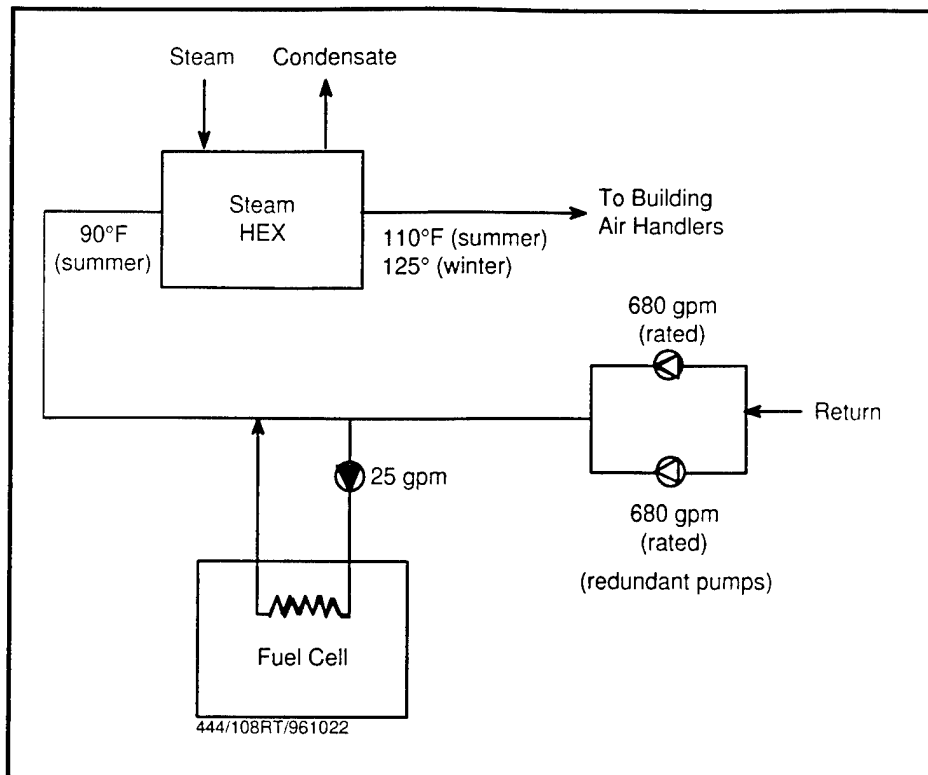 Steam
Condensate
Steam
HEX
To Building
Air Handlers
90°F
(summer)
110°F (summer)
125° (winter)
680 gpm
(rated)
Return
25 gpm
680 gpm
(rated)
(redundant pumps)
Fuel Cell
444/108RT/961022